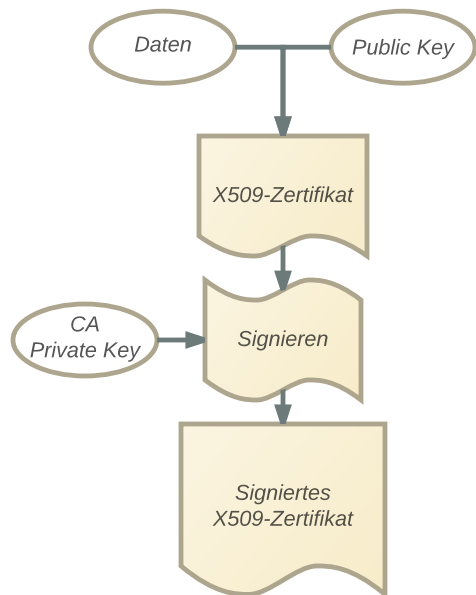 Daten
Public Key
X509-Zertifikat
CA
Private Key
Signieren
Signiertes
X509-Zertifikat